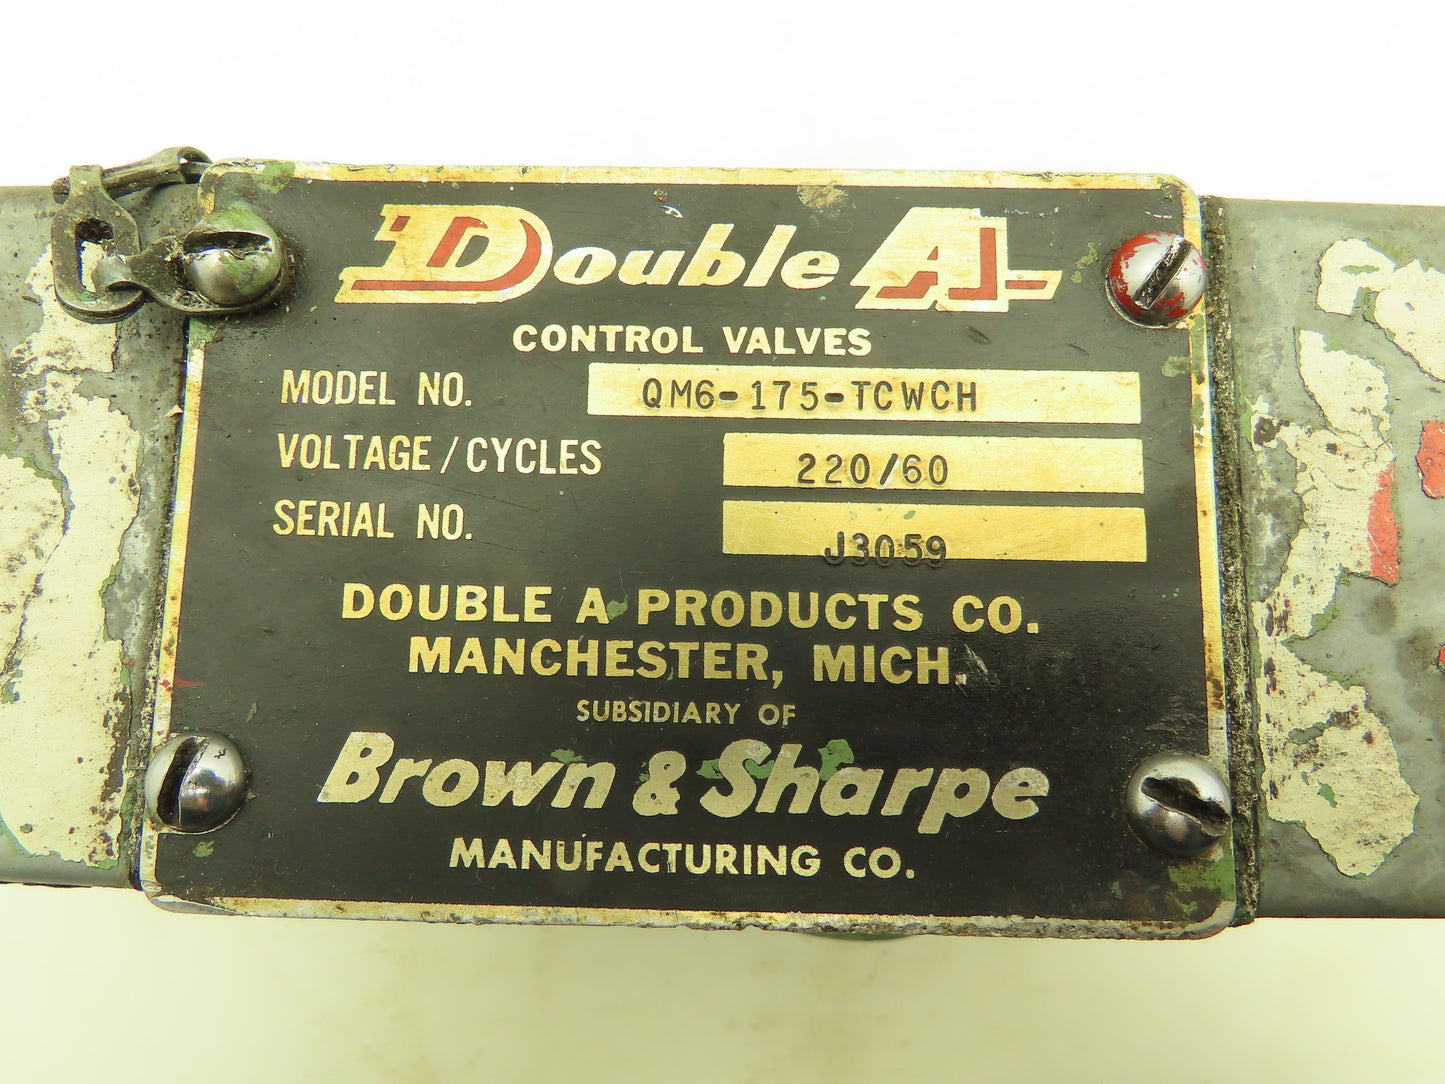 Double A
CONTROL VALVES
MODEL NO. QM6-175-TCWCH
VOLTAGE/CYCLES 220/60
SERIAL NO. J3059
DOUBLE A PRODUCTS CO.
MANCHESTER, MICH.
SUBSIDIARY OF
Brown & Sharpe
MANUFACTURING CO.